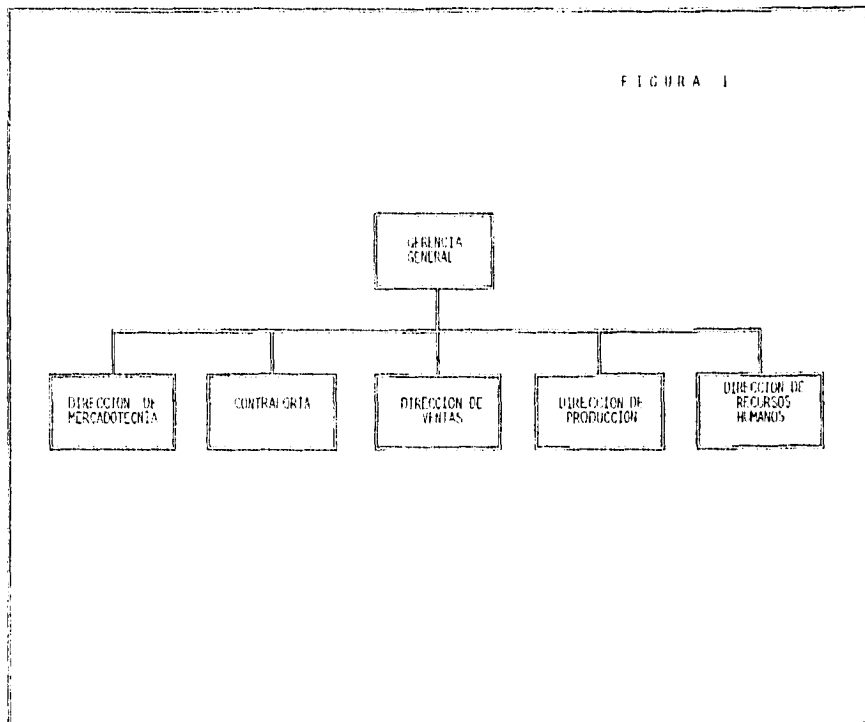 FIGURA 1
GERENCIA
GENERAL
DIRECCION DE
MERCADOTECNIA
CONTRALORIA
DIRECCION DE
VENTAS
DIRECCION DE
PRODUCCION
DIRECCION DE
RECURSOS
HUMANOS